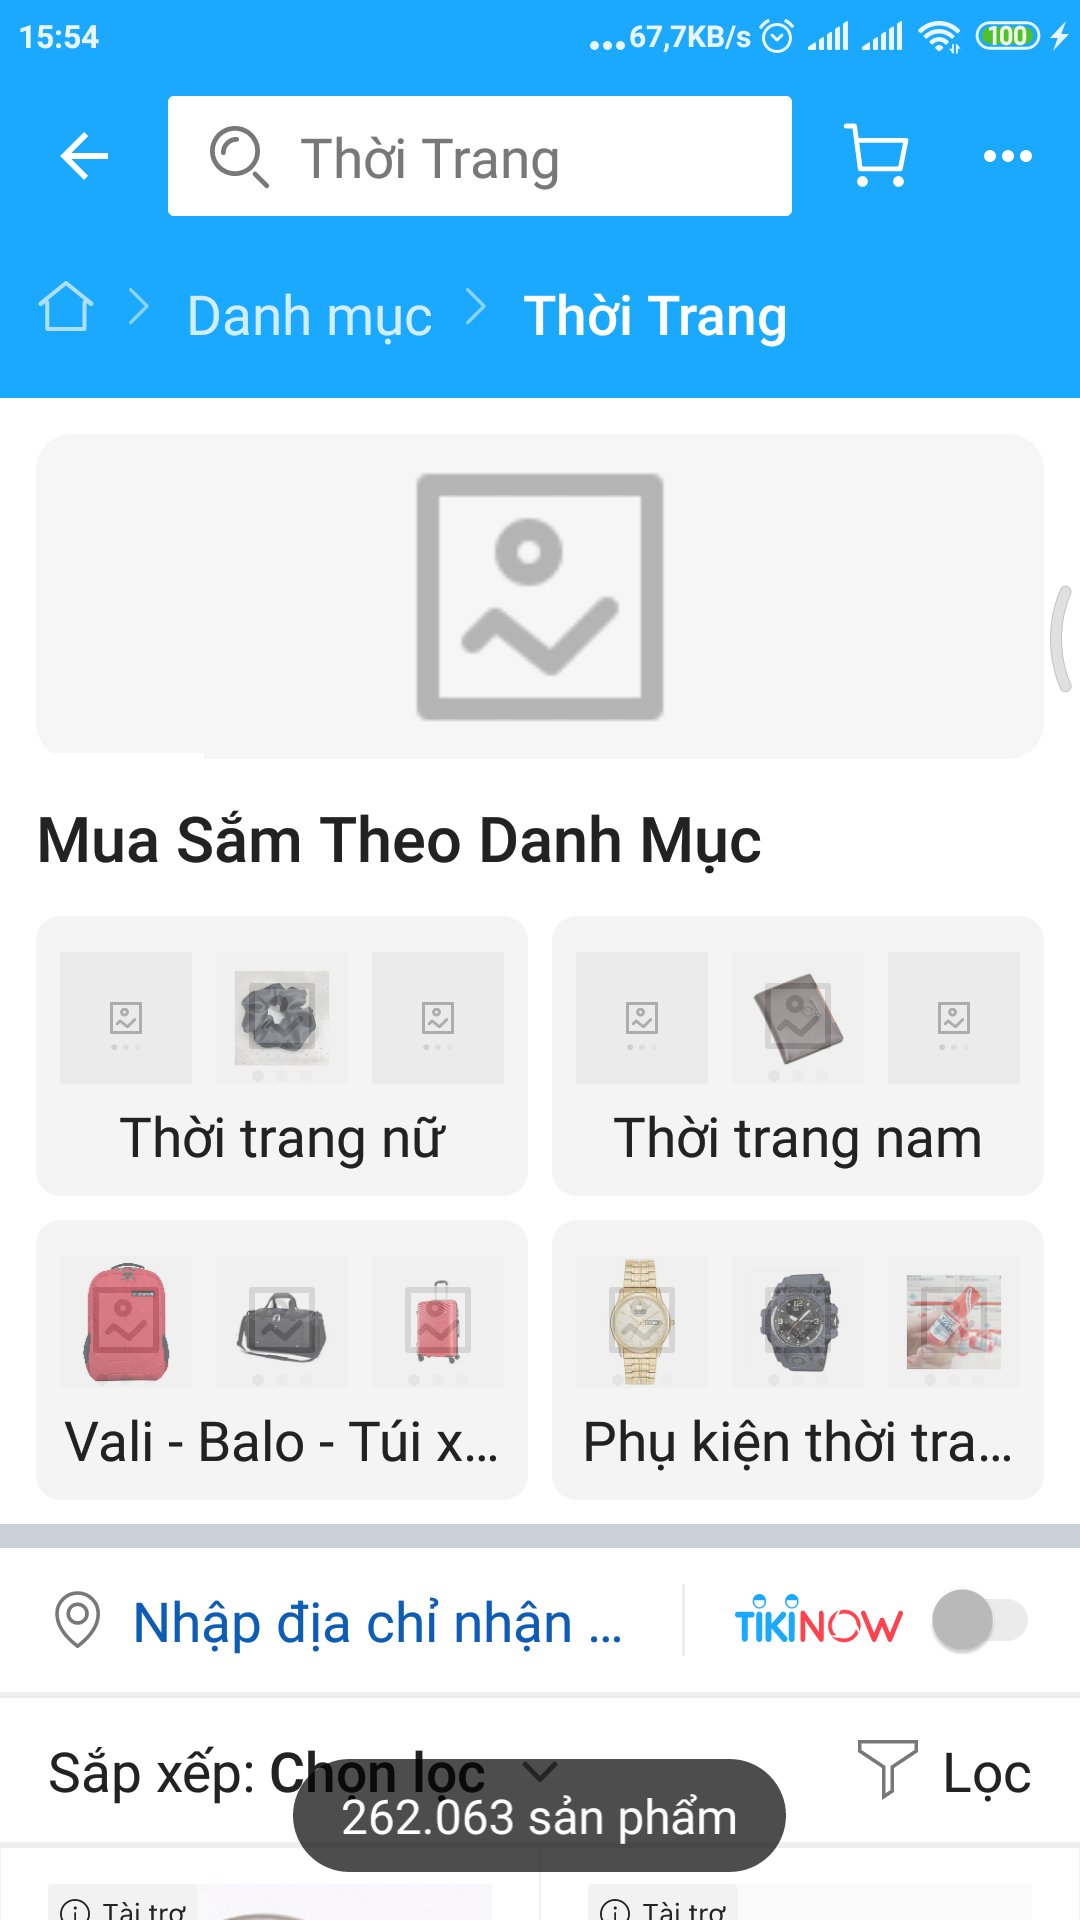 15:54
...67,7KB/s
100
Thời Trang
Danh mục
Thời Trang
Mua Sắm Theo Danh Mục
Thời trang nữ
Thời trang nam
Vali - Balo - Túi x...
Phụ kiện thời tra...
Nhập địa chỉ nhận ...
TIKINOW
Sắp xếp: Chọn lọc
Lọc
262.063 sản phẩm
Tài trợ
Tài trợ